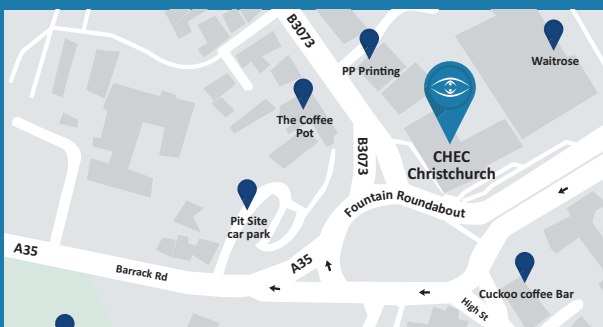 B3073
PP Printing
Waitrose
The Coffee
Pot
CHEC
Christchurch
B3073
Fountain Roundabout
Pit Site
car park
A35
Barrack Rd
A35
Cuckoo coffee Bar
High St